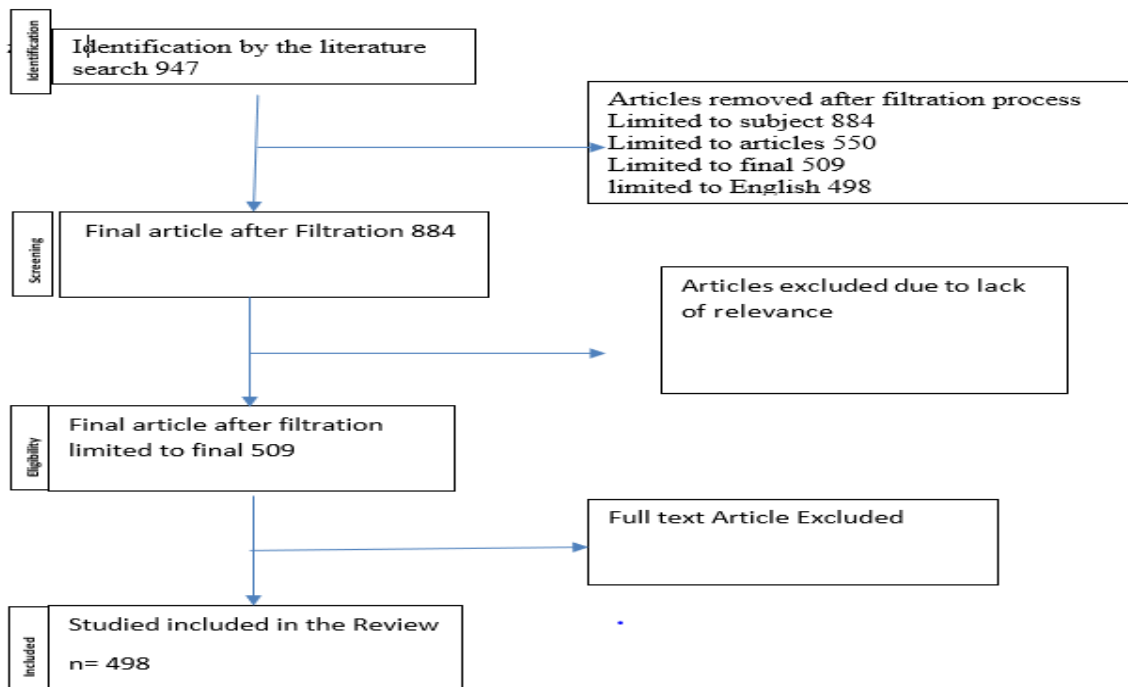 Identification
Identification by the literature
search 947
Articles removed after filtration process
Limited to subject 884
Limited to articles 550
Limited to final 509
limited to English 498
Screening
Final article after Filtration 884
Articles excluded due to lack
of relevance
Eligibility
Final article after filtration
limited to final 509
Full text Article Excluded
Included
Studied included in the Review
n= 498